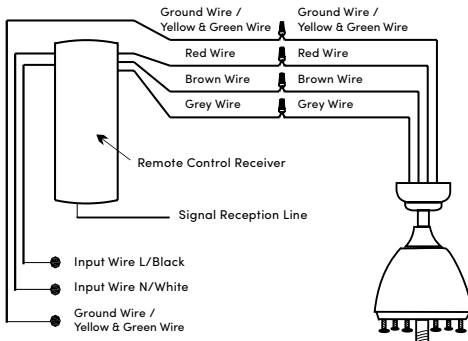 Ground Wire /
Yellow & Green Wire
Ground Wire /
Yellow & Green Wire
Red Wire
Red Wire
Brown Wire
Brown Wire
Grey Wire
Grey Wire
Remote Control Receiver
Signal Reception Line
Input Wire L/Black
Input Wire N/White
Ground Wire /
Yellow & Green Wire